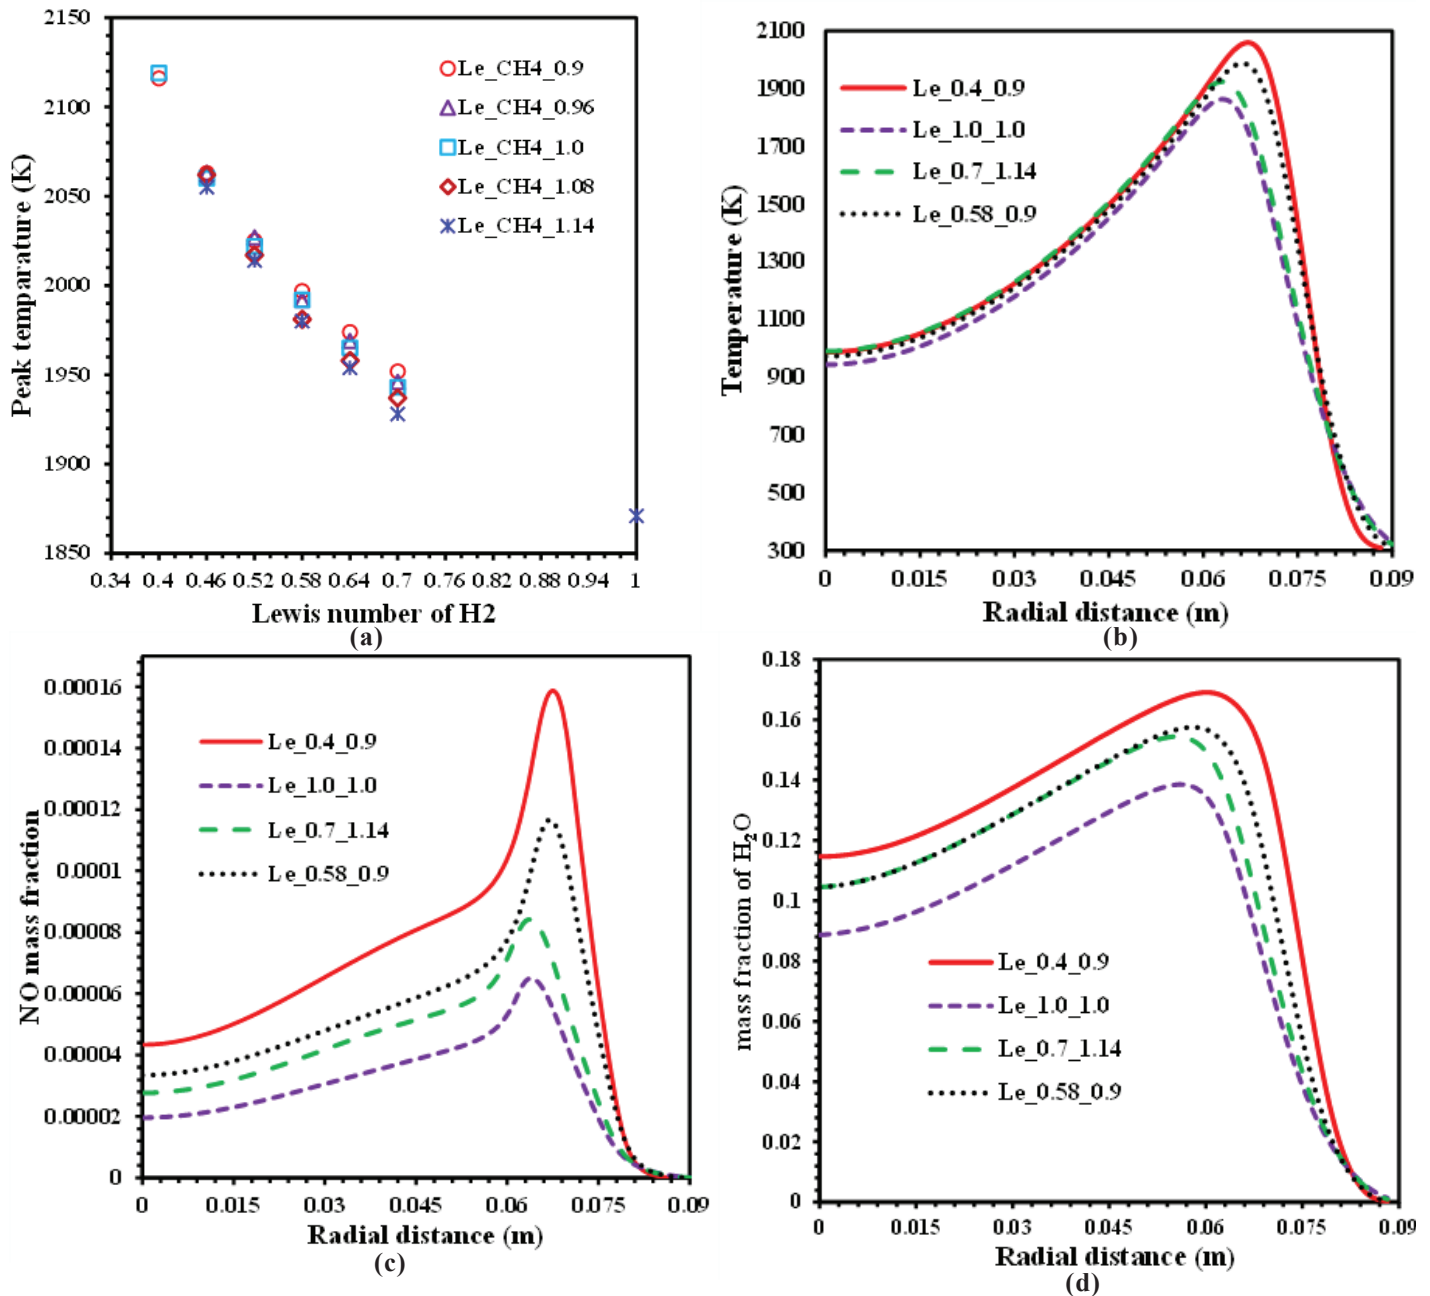 2150
2100
2050
2000
1950
1900
1850
0.34 0.4 0.46 0.52 0.58 0.64 0.7 0.76 0.82 0.88 0.94 1
Peak temparature (K)
Lewis number of H2
(a)
Le_CH4_0.9
Le_CH4_0.96
Le_CH4_1.0
Le_CH4_1.08
Le_CH4_1.14
2100
1900
1700
1500
1300
1100
900
700
500
300
0 0.015 0.03 0.045 0.06 0.075 0.09
Temperature (K)
Radial distance (m)
(b)
Le_0.4_0.9
Le_1.0_1.0
Le_0.7_1.14
Le_0.58_0.9
0.00016
0.00014
0.00012
0.0001
0.00008
0.00006
0.00004
0.00002
0
0 0.015 0.03 0.045 0.06 0.075 0.09
NO mass fraction
Radial distance (m)
(c)
Le_0.4_0.9
Le_1.0_1.0
Le_0.7_1.14
Le_0.58_0.9
0.18
0.16
0.14
0.12
0.1
0.08
0.06
0.04
0.02
0
0 0.015 0.03 0.045 0.06 0.075 0.09
mass fraction of H₂O
Radial distance (m)
(d)
Le_0.4_0.9
Le_1.0_1.0
Le_0.7_1.14
Le_0.58_0.9